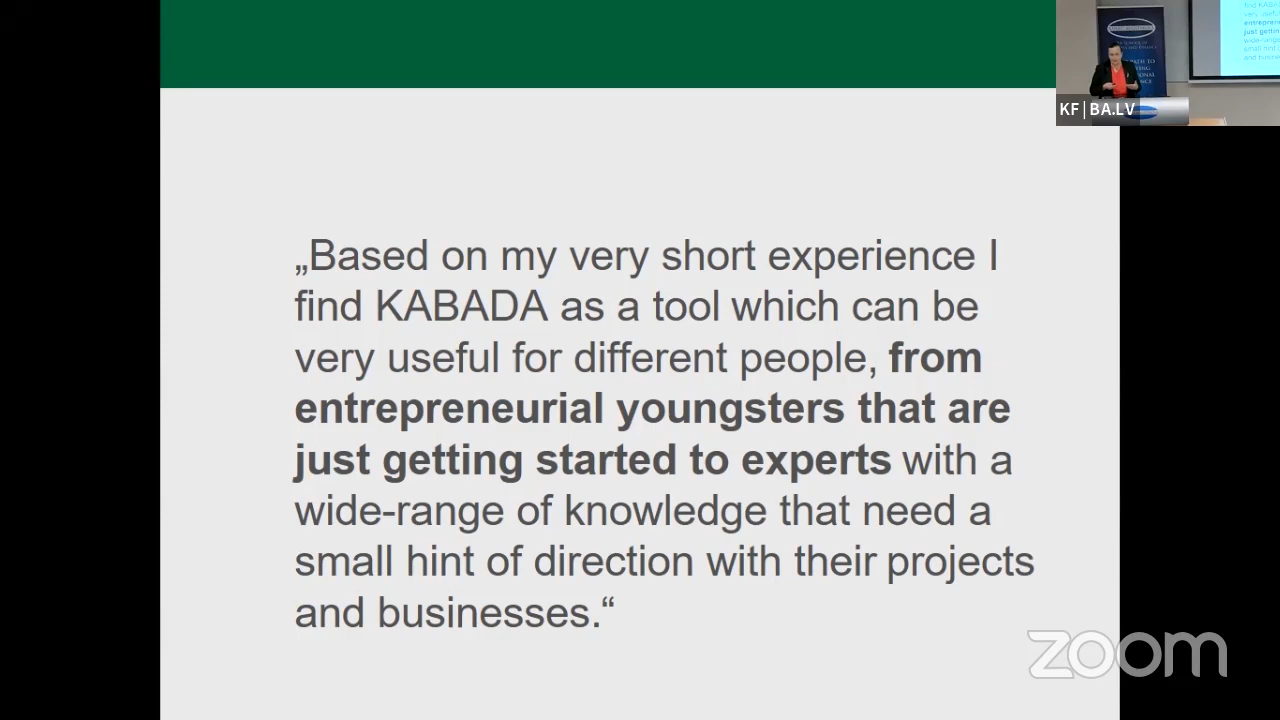 „Based on my very short experience I
find KABADA as a tool which can be
very useful for different people, from
entrepreneurial youngsters that are
just getting started to experts with a
wide-range of knowledge that need a
small hint of direction with their projects
and businesses.“
KF|BA.LV
zoom